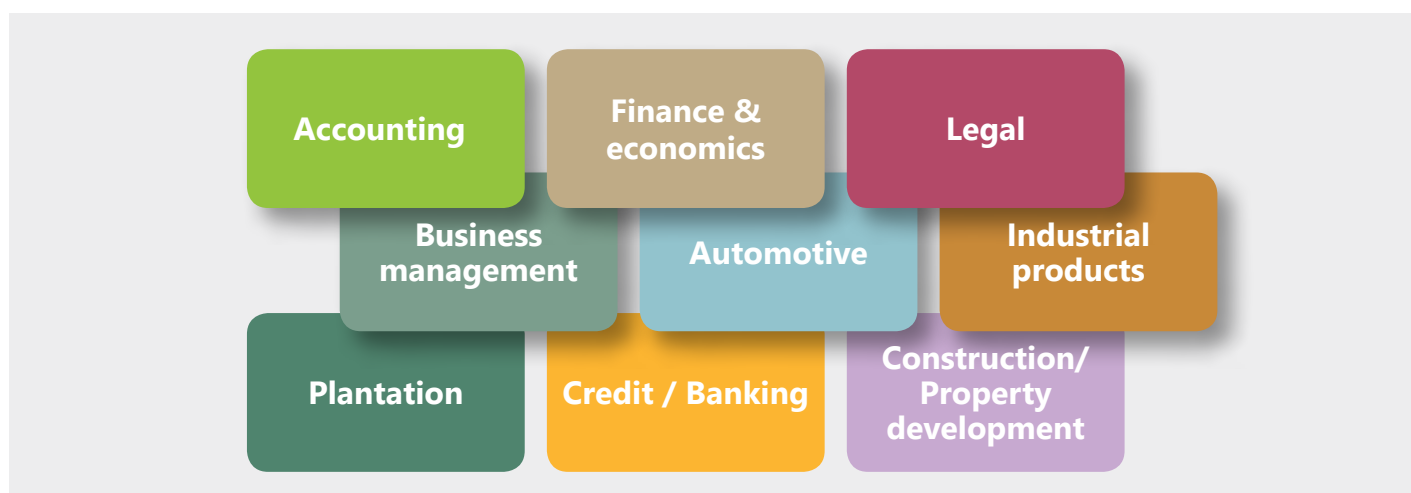 Accounting
Finance &
economics
Legal
Business
management
Automotive
Industrial
products
Plantation
Credit / Banking
Construction/
Property
development